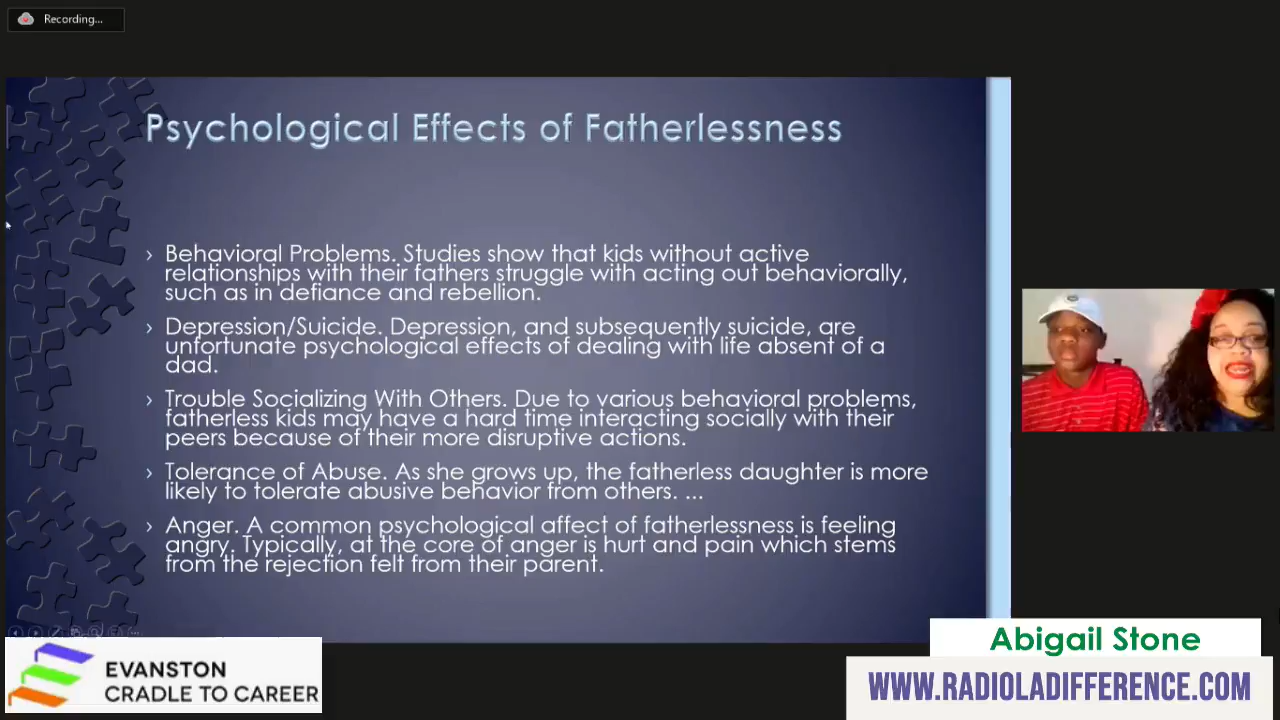 Recording...
Psychological Effects of Fatherlessness
› Behavioral Problems. Studies show that kids without active
relationships with their fathers struggle with acting out behaviorally,
such as in defiance and rebellion.
› Depression/Suicide. Depression, and subsequently suicide, are
unfortunate psychological effects of dealing with life absent of a
dad.
› Trouble Socializing With Others. Due to various behavioral problems,
fatherless kids may have a hard time interacting socially with their
peers because of their more disruptive actions.
› Tolerance of Abuse. As she grows up, the fatherless daughter is more
likely to tolerate abusive behavior from others. ...
› Anger. A common psychological affect of fatherlessness is feeling
angry. Typically, at the core of anger is hurt and pain which stems
from the rejection felt from their parent.
EVANSTON
CRADLE TO CAREER
Abigail Stone
WWW.RADIOLADIFFERENCE.COM